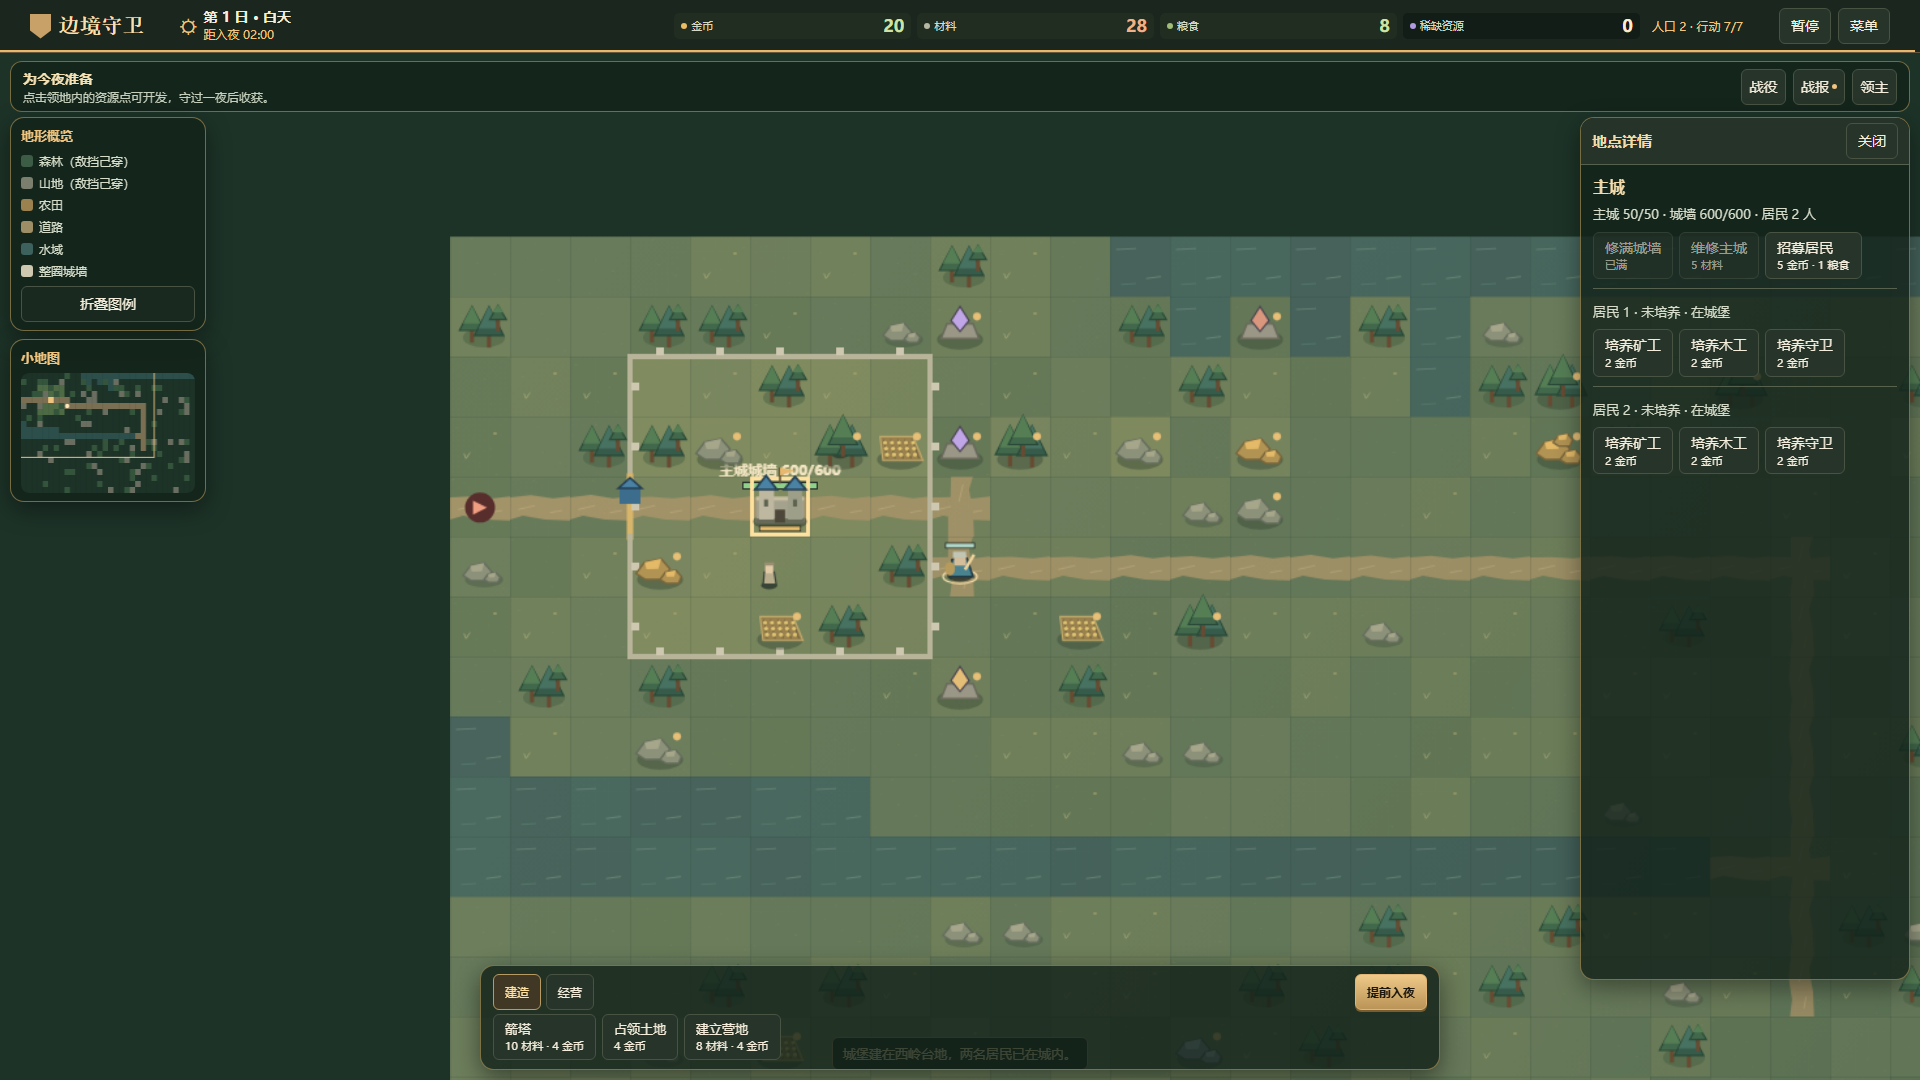 边境守卫
第 1 日 · 白天
距入夜 02:00
金币 20
材料 28
粮食 8
稀缺资源 0
人口 2 · 行动 7/7
暂停
菜单
为今夜准备
点击领地内的资源点可开发，守过一夜后收获。
战役
战报
领主
地形概览
森林（敌挡己穿）
山地（敌挡己穿）
农田
道路
水域
整圈城墙
折叠图例
小地图
主城城墙 600/600
地点详情
关闭
主城
主城 50/50 · 城墙 600/600 · 居民 2 人
修满城墙
已满
维修主城
5 材料
招募居民
5 金币 · 1 粮食
居民 1 · 未培养 · 在城堡
培养矿工
2 金币
培养木工
2 金币
培养守卫
2 金币
居民 2 · 未培养 · 在城堡
培养矿工
2 金币
培养木工
2 金币
培养守卫
2 金币
建造
经营
提前入夜
箭塔
10 材料 · 4 金币
占领土地
4 金币
建立营地
8 材料 · 4 金币
城堡建在西岭台地，两名居民已在城内。